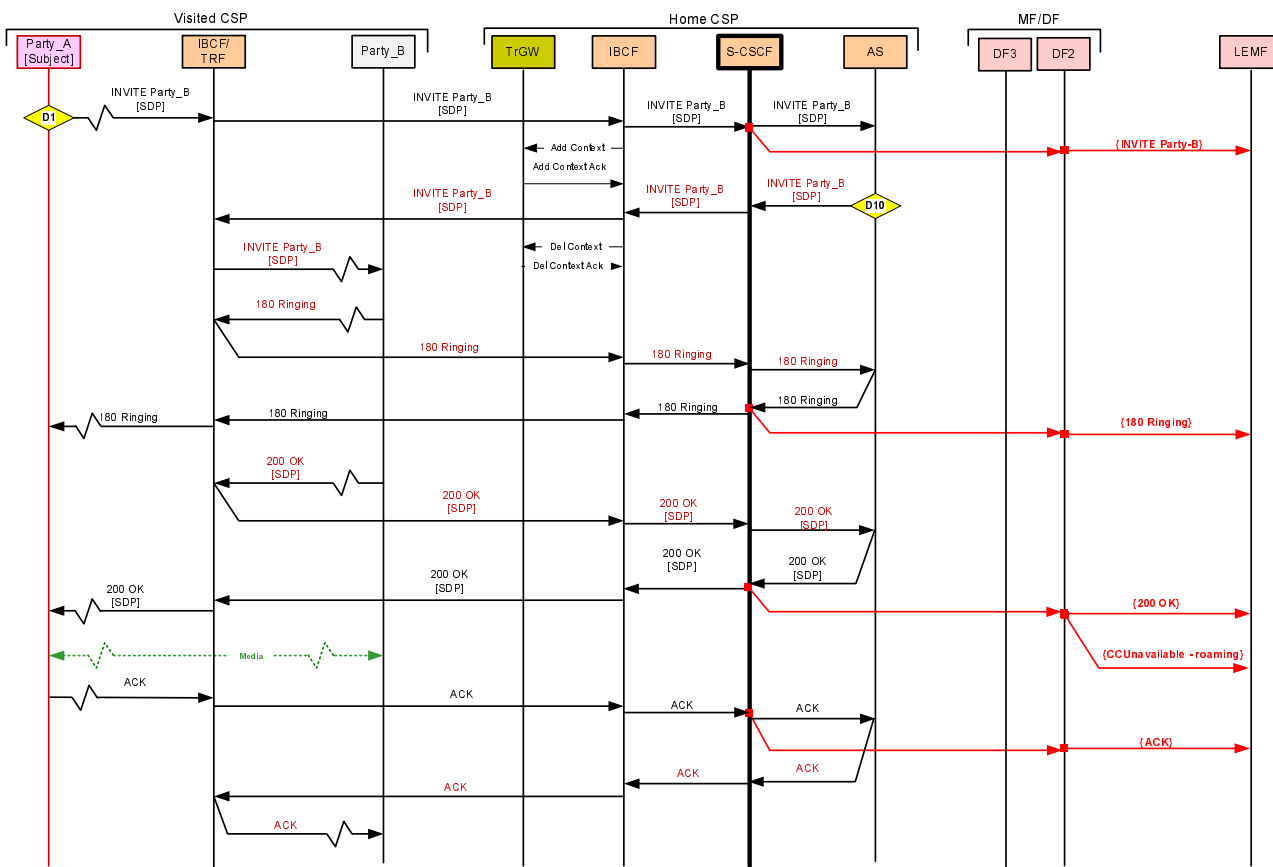 Visited CSP
Home CSP
MF/DF
Party_A
[Subject]
IBCF/
TRF
Party_B
TrGW
IBCF
S-CSCF
AS
DF3
DF2
LEMF
D1
INVITE Party_B
[SDP]
INVITE Party_B
[SDP]
INVITE Party_B
[SDP]
INVITE Party_B
[SDP]
{INVITE Party-B}
Add Context
Add Context Ack
INVITE Party_B
[SDP]
INVITE Party_B
[SDP]
INVITE Party_B
[SDP]
D10
INVITE Party_B
[SDP]
Del Context
Del Context Ack
180 Ringing
180 Ringing
180 Ringing
180 Ringing
180 Ringing
180 Ringing
180 Ringing
180 Ringing
{180 Ringing}
200 OK
[SDP]
200 OK
[SDP]
200 OK
[SDP]
200 OK
[SDP]
200 OK
[SDP]
200 OK
[SDP]
200 OK
[SDP]
200 OK
[SDP]
{200 OK}
Media
{CCUnavailable - roaming}
ACK
ACK
ACK
ACK
{ACK}
ACK
ACK
ACK
ACK